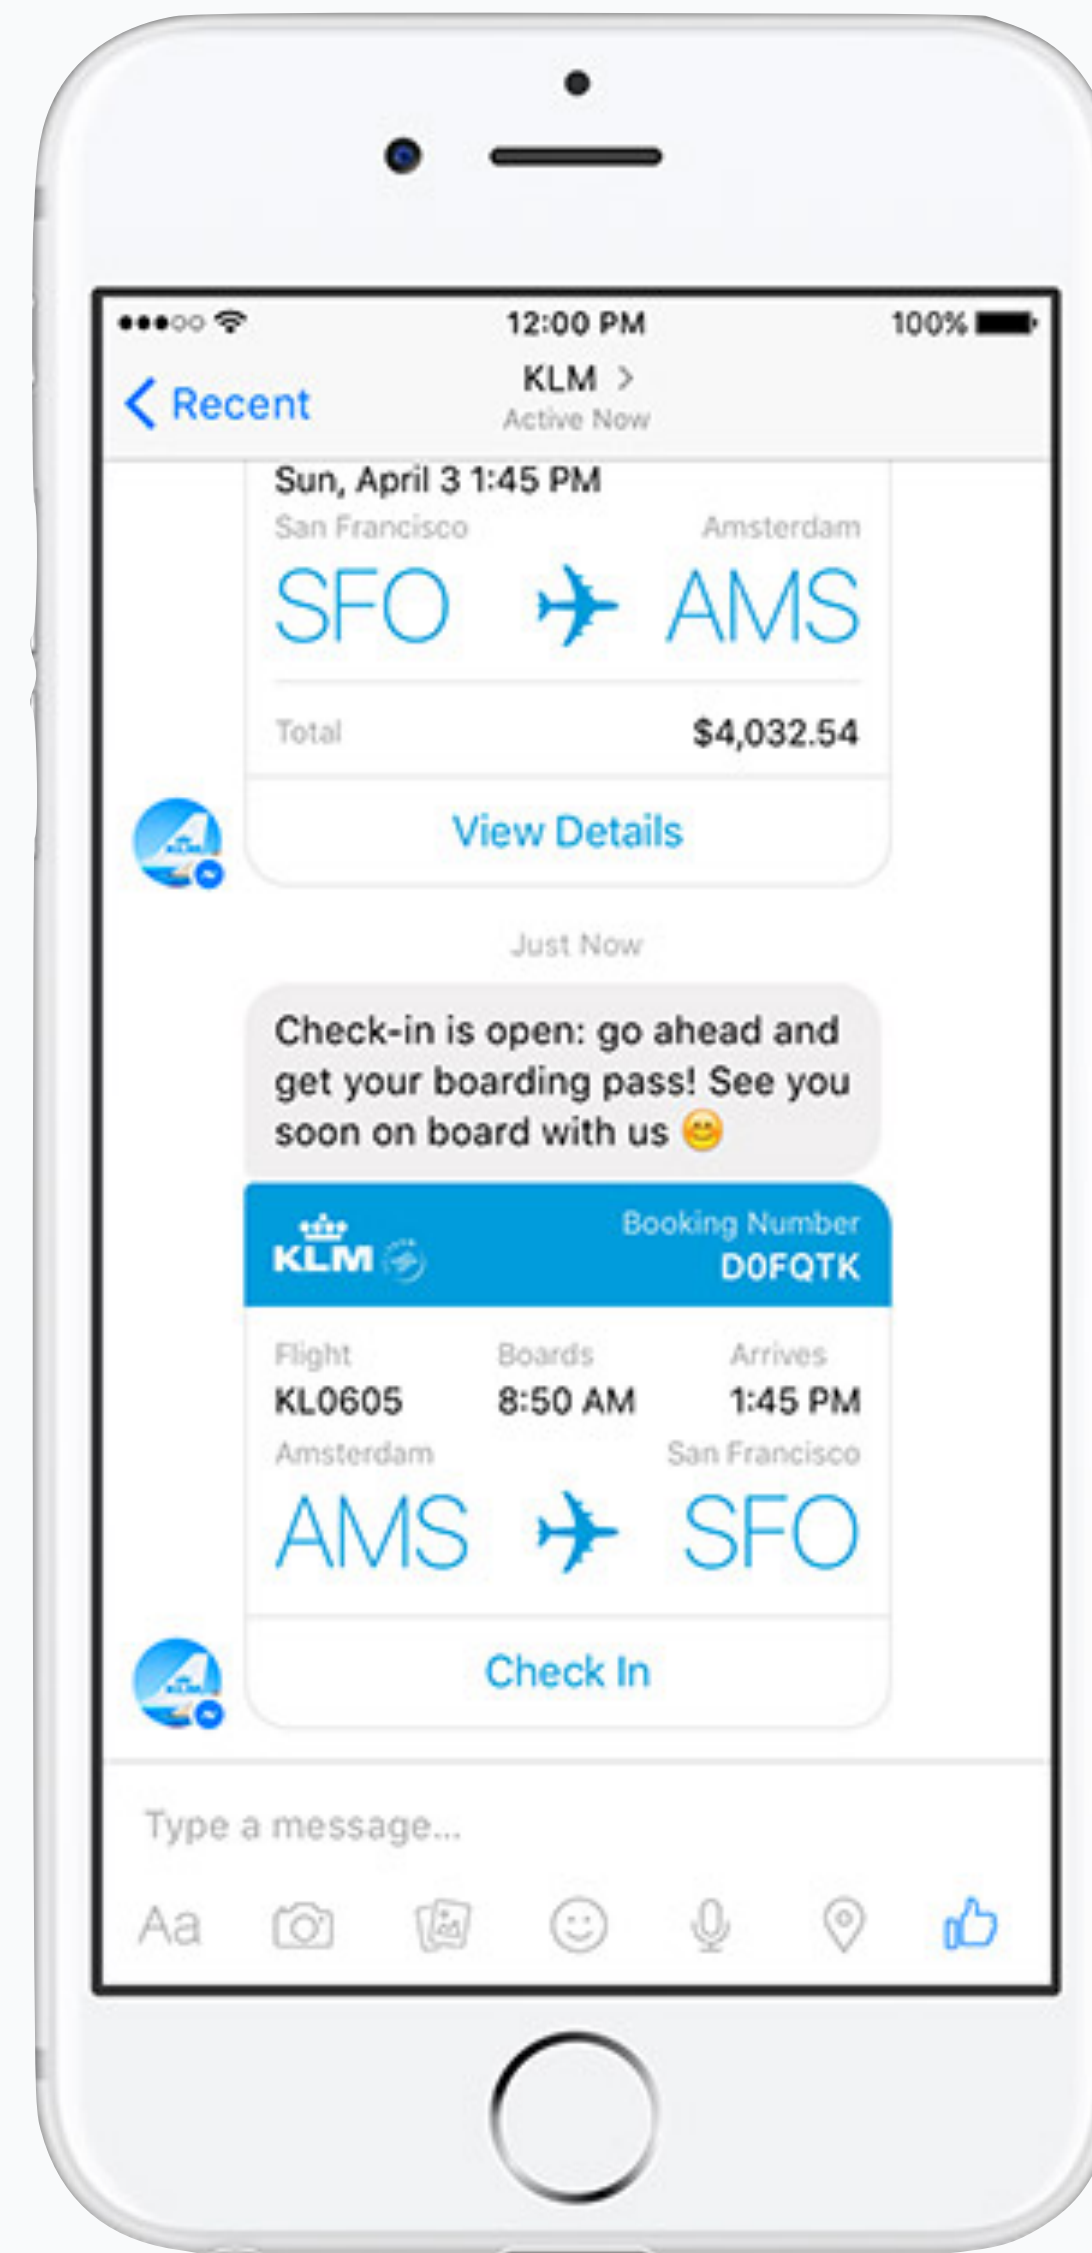 12:00 PM 100%
Recent KLM >
Active Now
Sun, April 3 1:45 PM
San Francisco Amsterdam
SFO AMS
Total $4,032.54
View Details
Just Now
Check-in is open: go ahead and
get your boarding pass! See you
soon on board with us 😊
Booking Number
KLM D0FQTK
Flight Boards Arrives
KL0605 8:50 AM 1:45 PM
Amsterdam San Francisco
AMS SFO
Check In
Type a message...
Aa